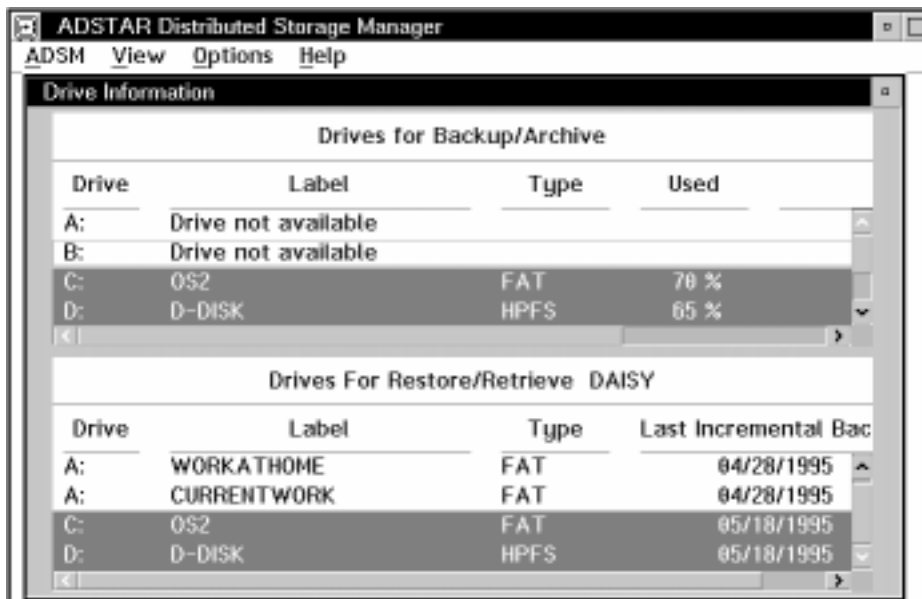 ADSTAR Distributed Storage Manager
ADSM View Options Help
Drive Information
Drives for Backup/Archive
Drive Label Type Used
A: Drive not available
B: Drive not available
C: OS2 FAT 70 %
D: D-DISK HPFS 65 %
Drives For Restore/Retrieve DAISY
Drive Label Type Last Incremental Bac
A: WORKATHOME FAT 04/28/1995
A: CURRENTWORK FAT 04/28/1995
C: OS2 FAT 05/18/1995
D: D-DISK HPFS 05/18/1995